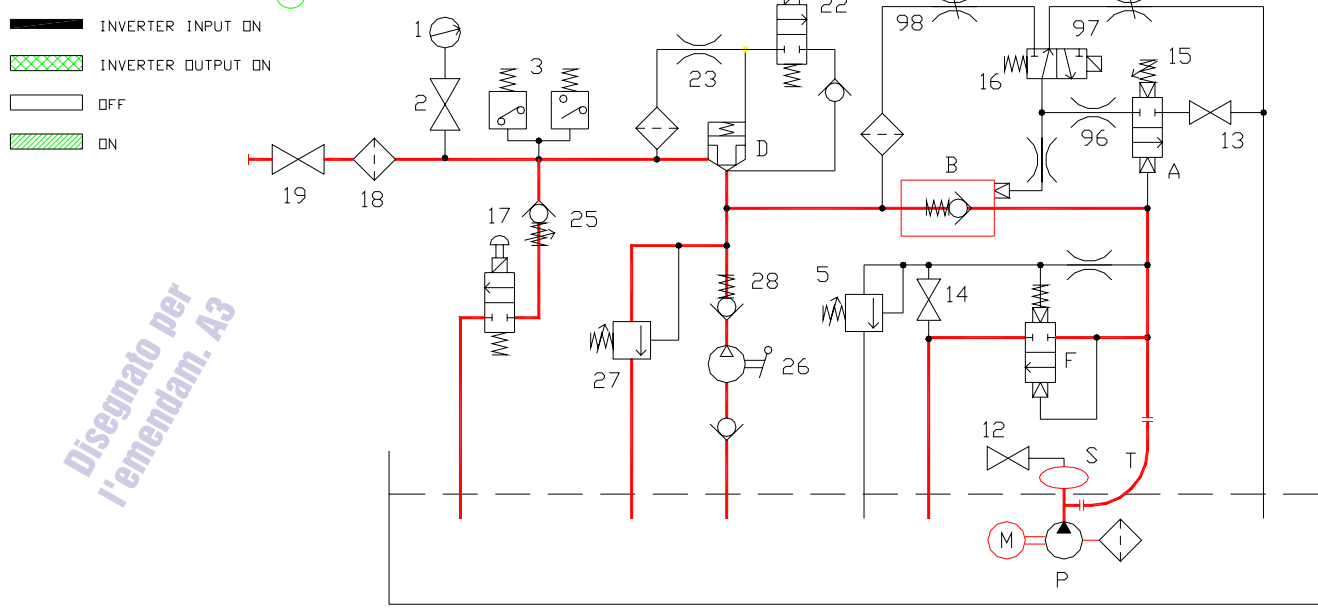 INVERTER INPUT ON
INVERTER OUTPUT ON
OFF
ON
1
2
3
22
23
98
97
15
16
96
13
A
D
B
19
18
17
25
5
14
28
26
27
F
12
S
T
M
P
Disegnato per
l'emendam. A3